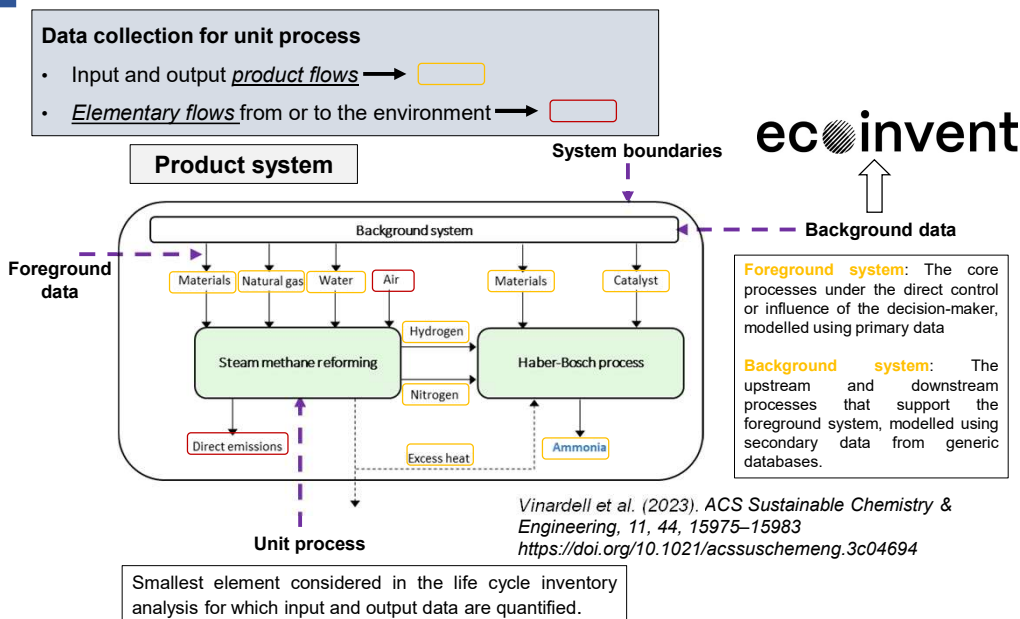 Data collection for unit process
• Input and output product flows
• Elementary flows from or to the environment
Product system
System boundaries
ecoinvent
Background data
Background system
Foreground
data
Materials
Natural gas
Water
Air
Materials
Catalyst
Steam methane reforming
Hydrogen
Nitrogen
Haber-Bosch process
Direct emissions
Excess heat
Ammonia
Foreground system: The core
processes under the direct control
or influence of the decision-maker,
modelled using primary data
Background system: The
upstream and downstream
processes that support the
foreground system, modelled using
secondary data from generic
databases.
Unit process
Smallest element considered in the life cycle inventory
analysis for which input and output data are quantified.
Vinardell et al. (2023). ACS Sustainable Chemistry &
Engineering, 11, 44, 15975–15983
https://doi.org/10.1021/acssuschemeng.3c04694